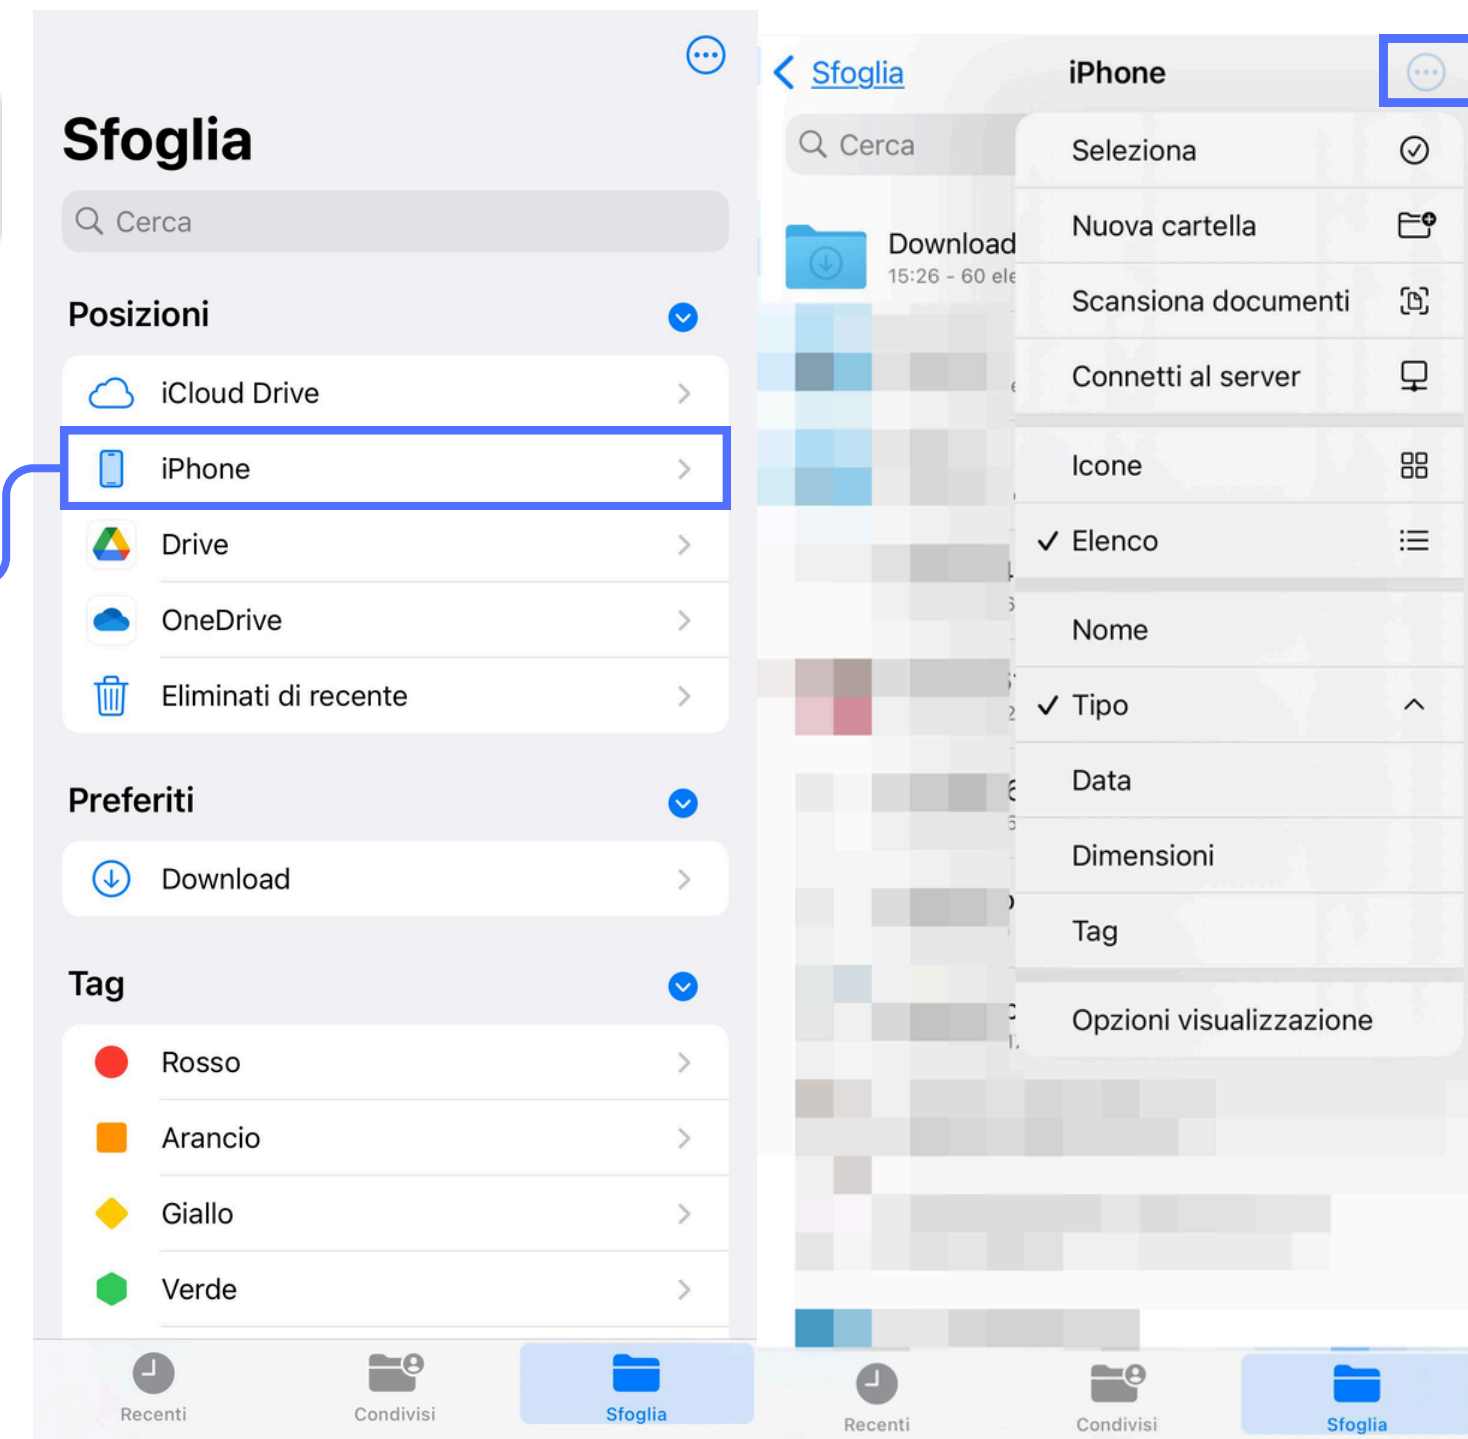 Sfoglia
Cerca
Posizioni
iCloud Drive
iPhone
Drive
OneDrive
Eliminati di recente
Preferiti
Download
Tag
Rosso
Arancio
Giallo
Verde
Recenti
Condivisi
Sfoglia
Sfoglia
iPhone
Cerca
Download
15:26 - 60 ele
Seleziona
Nuova cartella
Scansiona documenti
Connetti al server
Icone
Elenco
Nome
Tipo
Data
Dimensioni
Tag
Opzioni visualizzazione
Recenti
Condivisi
Sfoglia